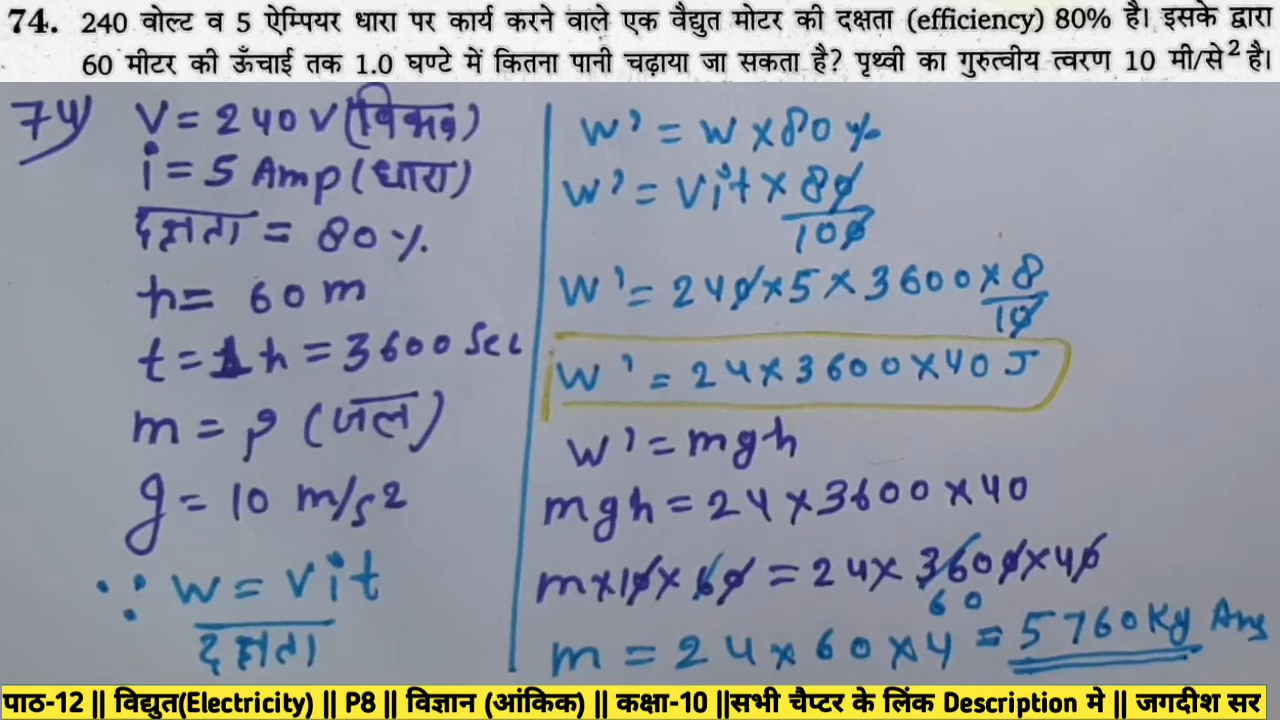 74. 240 वोल्ट व 5 ऐम्पियर धारा पर कार्य करने वाले एक वैद्युत मोटर की दक्षता (efficiency) 80% है। इसके द्वारा
60 मीटर की ऊँचाई तक 1.0 घण्टे में कितना पानी चढ़ाया जा सकता है? पृथ्वी का गुरुत्वीय त्वरण 10 मी/से² है।
74)
V = 240 V (विभव)
i = 5 Amp (धारा)
दक्षता = 80 %
h = 60 m
t = 1 h = 3600 Sec
m = ? (जल)
g = 10 m/s2
∵ W = Vit
दक्षता
W' = W × 80 %
W' = Vit × 80
100
W' = 240 × 5 × 3600 × 8
10
W' = 24 × 3600 × 40 J
W' = mgh
mgh = 24 × 3600 × 40
m × 10 × 60 = 24 × 3600 × 40
60
m = 24 × 60 × 4 = 5760 Kg Ans
पाठ-12 || विद्युत(Electricity) || P8 || विज्ञान (आंकिक) || कक्षा-10 ||सभी चैप्टर के लिंक Description मे || जगदीश सर